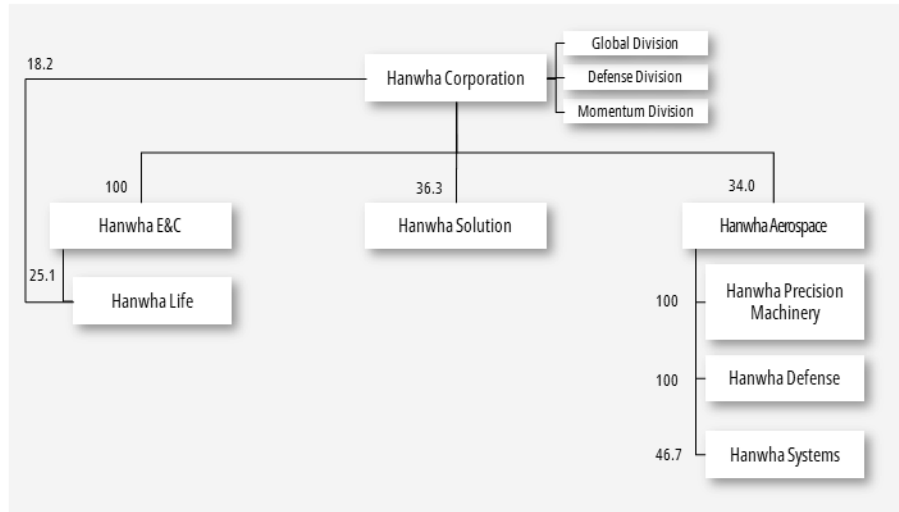 Global Division
18.2
Hanwha Corporation
Defense Division
Momentum Division
100
36.3
34.0
Hanwha E&C
Hanwha Solution
Hanwha Aerospace
25.1
Hanwha Life
100
Hanwha Precision
Machinery
100
Hanwha Defense
46.7
Hanwha Systems